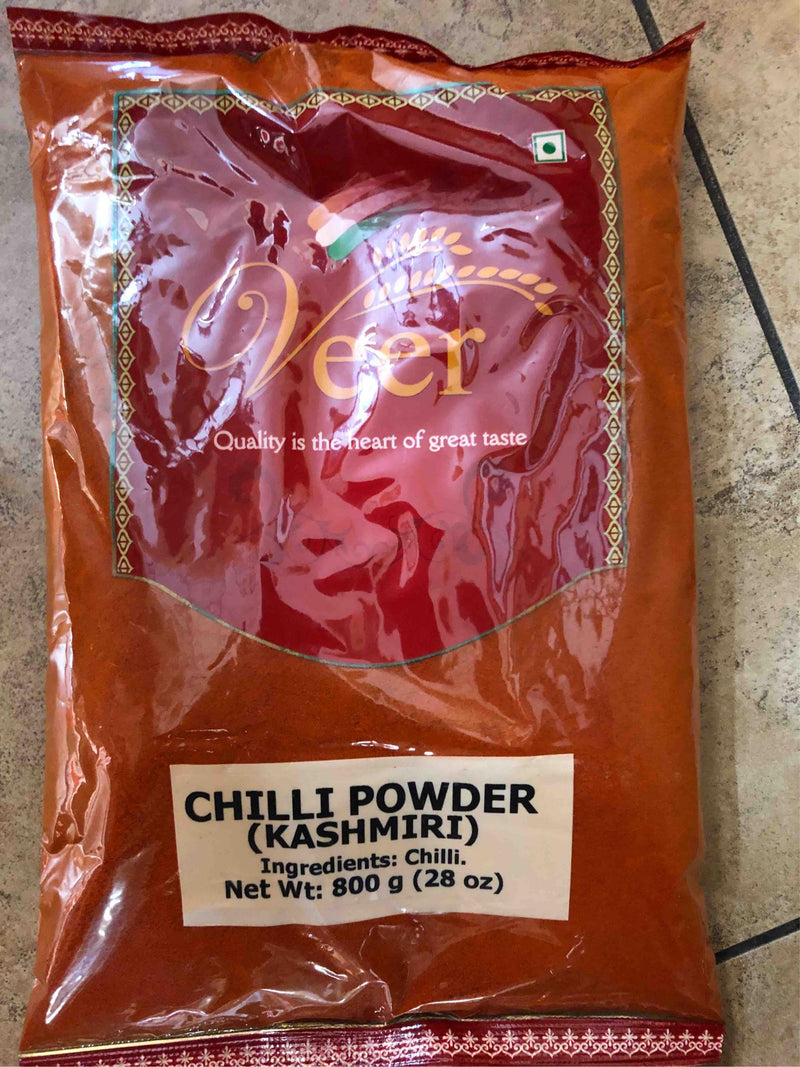 Veer
Quality is the heart of great taste
CHILLI POWDER
(KASHMIRI)
Ingredients: Chilli.
Net Wt: 800 g (28 oz)